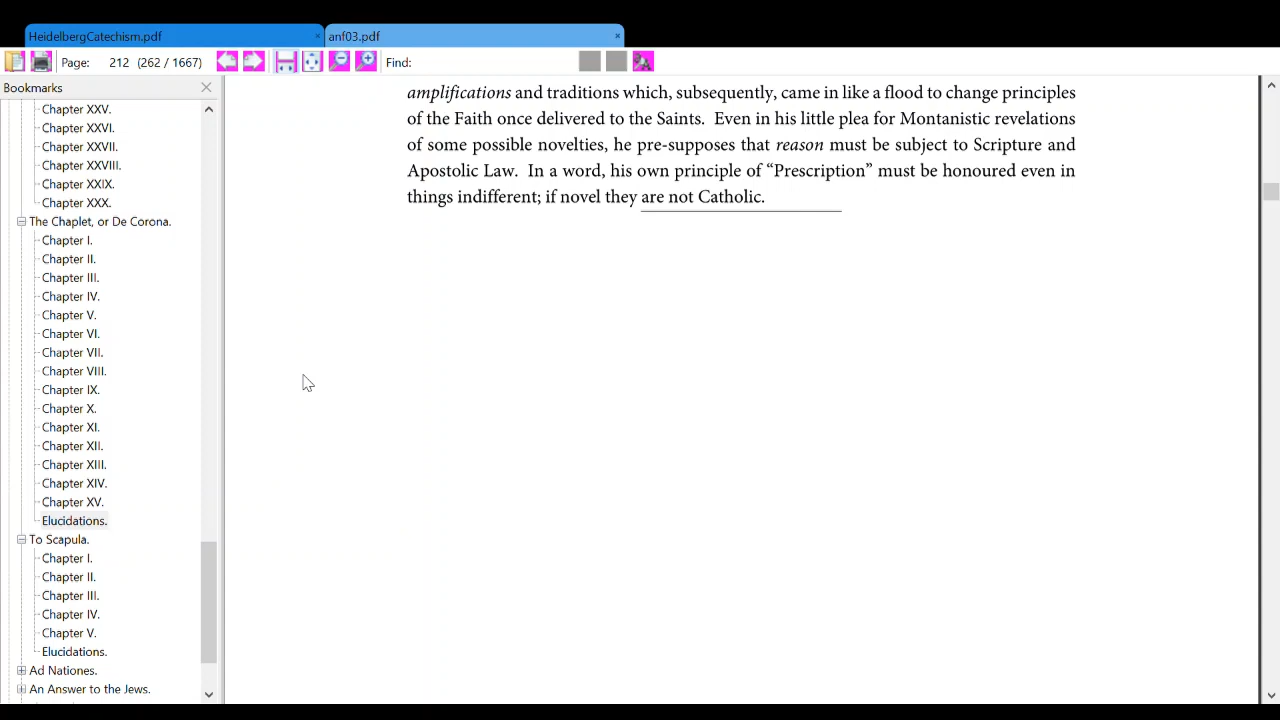 HeidelbergCatechism.pdf
anf03.pdf
Page: 212 (262 / 1667)
Find:
Bookmarks
Chapter XXV.
Chapter XXVI.
Chapter XXVII.
Chapter XXVIII.
Chapter XXIX.
Chapter XXX.
The Chaplet, or De Corona.
Chapter I.
Chapter II.
Chapter III.
Chapter IV.
Chapter V.
Chapter VI.
Chapter VII.
Chapter VIII.
Chapter IX.
Chapter X.
Chapter XI.
Chapter XII.
Chapter XIII.
Chapter XIV.
Chapter XV.
Elucidations.
To Scapula.
Chapter I.
Chapter II.
Chapter III.
Chapter IV.
Chapter V.
Elucidations.
Ad Nationes.
An Answer to the Jews.
amplifications and traditions which, subsequently, came in like a flood to change principles
of the Faith once delivered to the Saints. Even in his little plea for Montanistic revelations
of some possible novelties, he pre-supposes that reason must be subject to Scripture and
Apostolic Law. In a word, his own principle of “Prescription” must be honoured even in
things indifferent; if novel they are not Catholic.